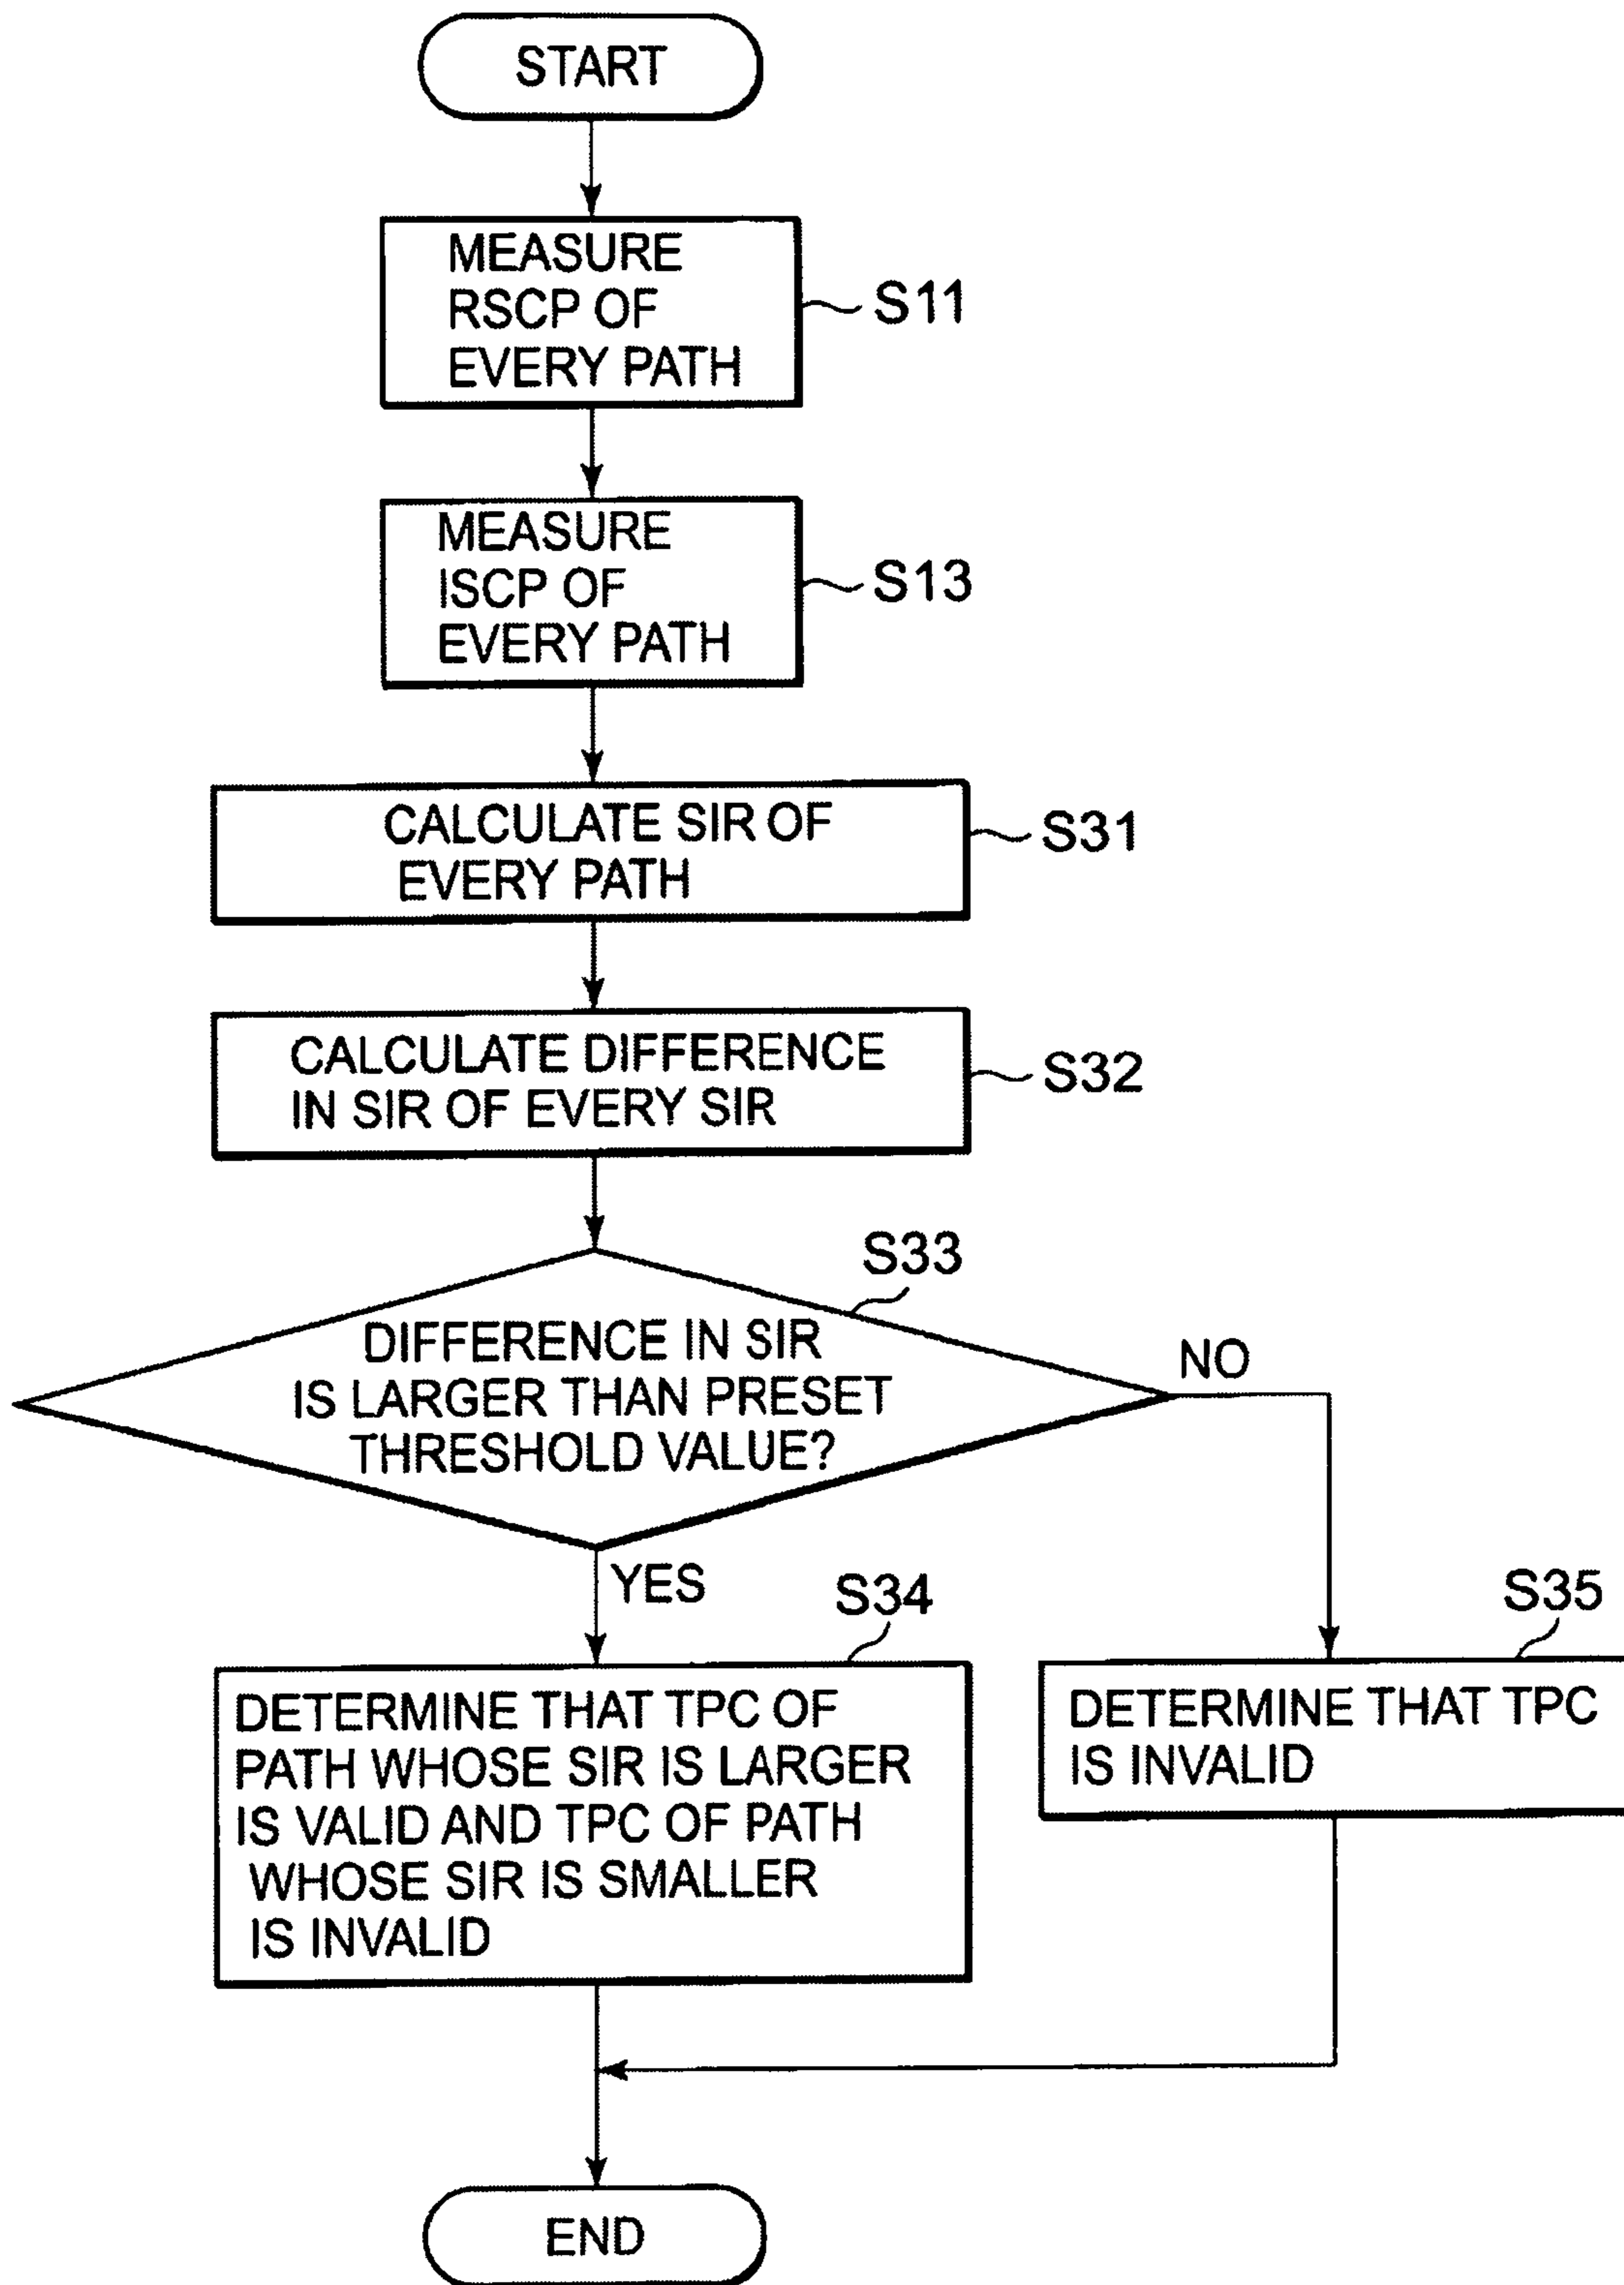 START
MEASURE
RSCP OF
EVERY PATH
S11
MEASURE
ISCP OF
EVERY PATH
S13
CALCULATE SIR OF
EVERY PATH
S31
CALCULATE DIFFERENCE
IN SIR OF EVERY SIR
S32
S33
DIFFERENCE IN SIR
IS LARGER THAN PRESET
THRESHOLD VALUE?
NO
YES
S34
DETERMINE THAT TPC OF
PATH WHOSE SIR IS LARGER
IS VALID AND TPC OF PATH
WHOSE SIR IS SMALLER
IS INVALID
S35
DETERMINE THAT TPC
IS INVALID
END